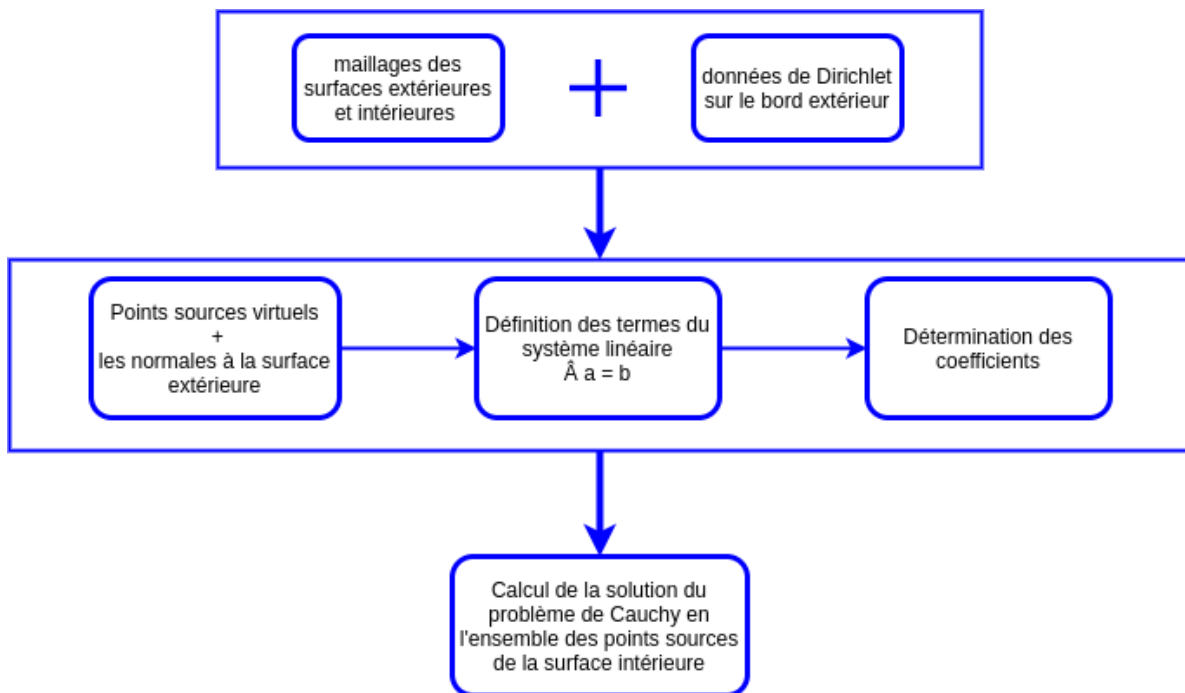 maillages des
surfaces extérieures
et intérieures
données de Dirichlet
sur le bord extérieur
Points sources virtuels
+
les normales à la surface
extérieure
Définition des termes du
système linéaire
Â a = b
Détermination des
coefficients
Calcul de la solution du
problème de Cauchy en
l'ensemble des points sources
de la surface intérieure